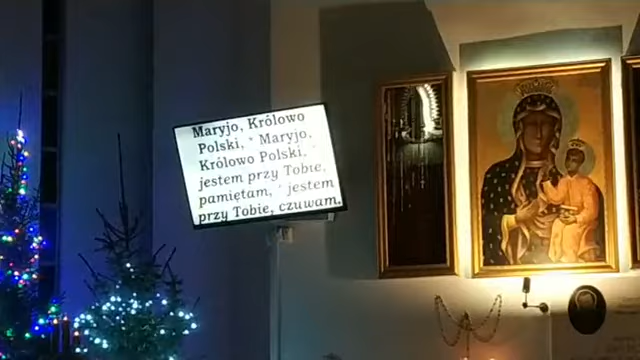 Maryjo, Królowo
Polski, * Maryjo,
Królowo Polski, *
jestem przy Tobie,
pamiętam, * jestem
przy Tobie, czuwam.